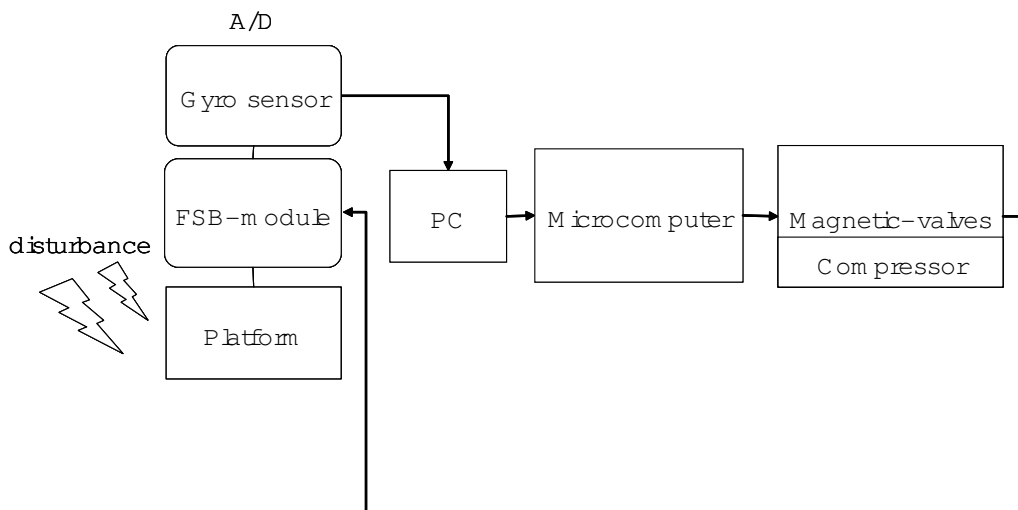 A/D
Gyro sensor
FSB-module
disturbance
Platform
PC
Microcomputer
Magnetic-valves
Compressor